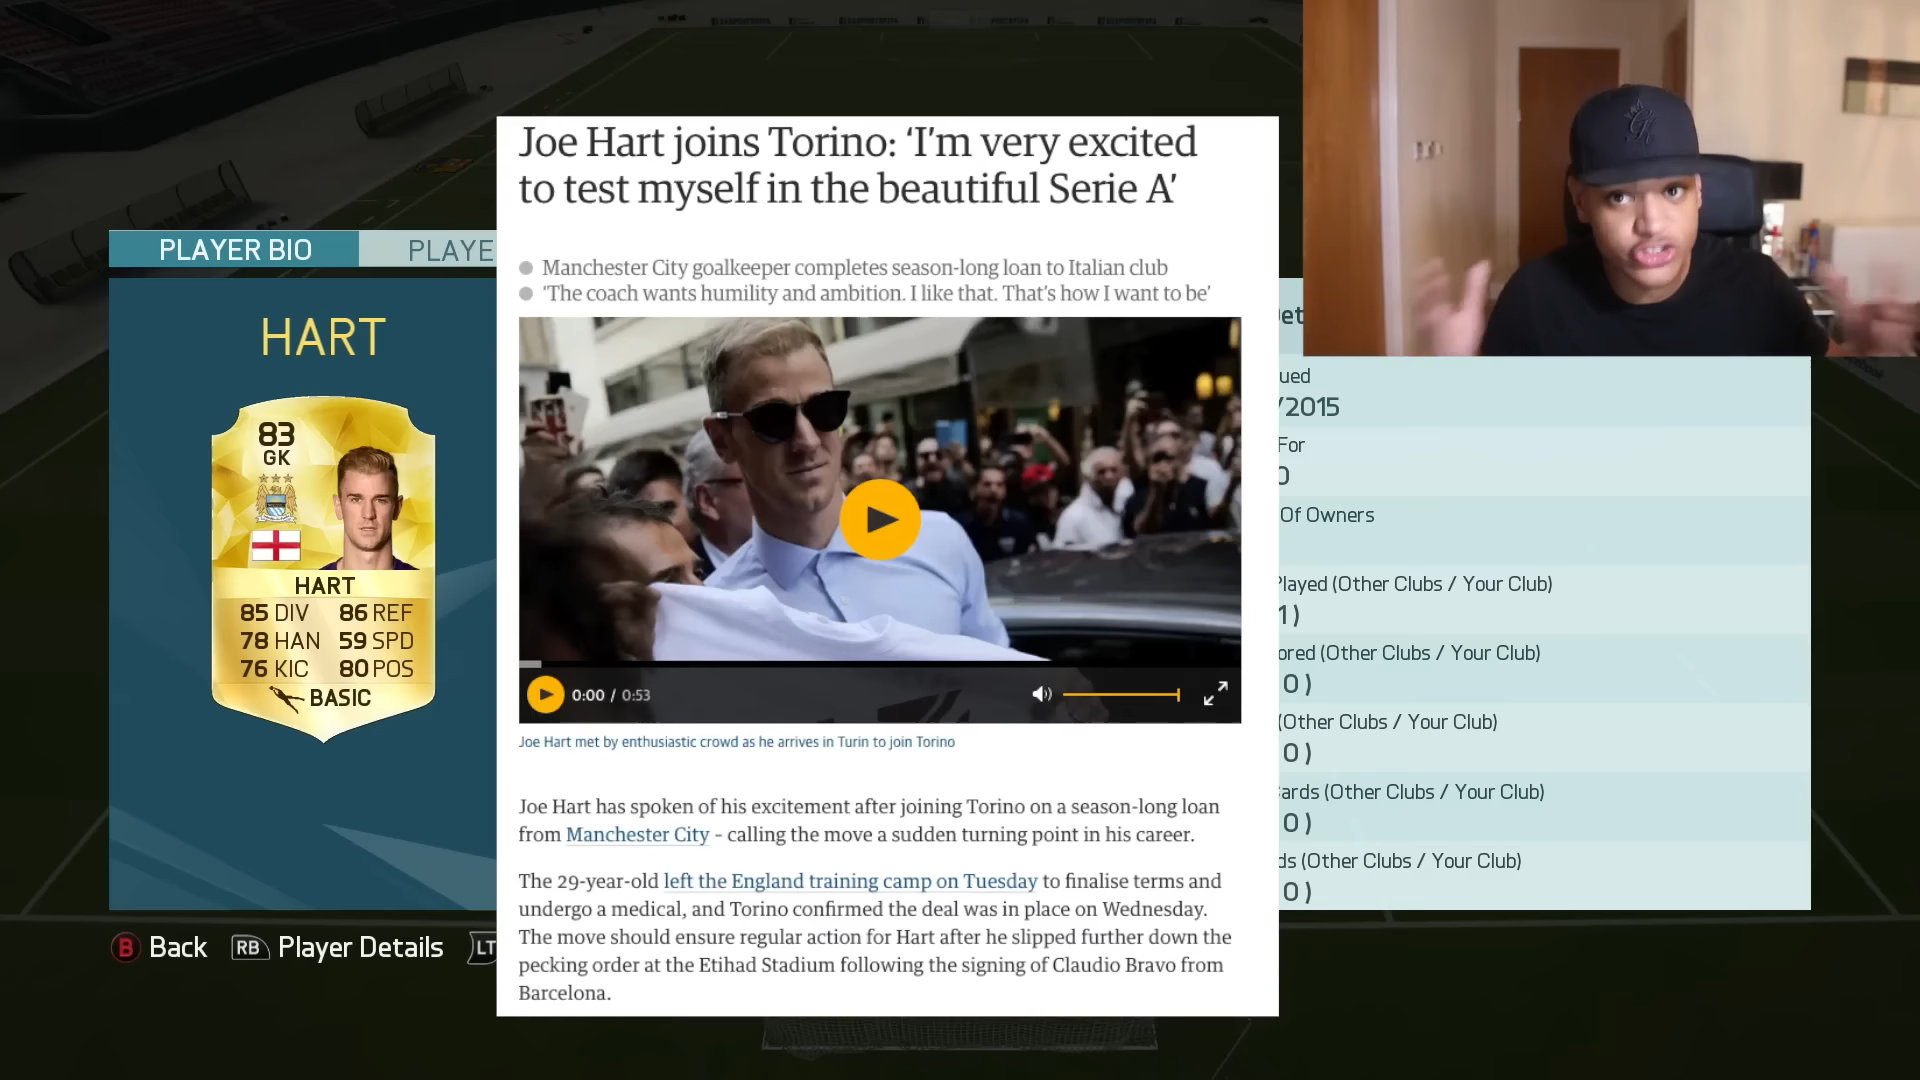 Joe Hart joins Torino: ‘I’m very excited
to test myself in the beautiful Serie A’
PLAYER BIO
PLAYE
Manchester City goalkeeper completes season-long loan to Italian club
‘The coach wants humility and ambition. I like that. That’s how I want to be’
HART
83
GK
HART
85 DIV 86 REF
78 HAN 59 SPD
76 KIC 80 POS
BASIC
0:00 / 0:53
Joe Hart met by enthusiastic crowd as he arrives in Turin to join Torino
Joe Hart has spoken of his excitement after joining Torino on a season-long loan
from Manchester City – calling the move a sudden turning point in his career.
The 29-year-old left the England training camp on Tuesday to finalise terms and
undergo a medical, and Torino confirmed the deal was in place on Wednesday.
The move should ensure regular action for Hart after he slipped further down the
pecking order at the Etihad Stadium following the signing of Claudio Bravo from
Barcelona.
ued
/2015
For
0
Of Owners
Played (Other Clubs / Your Club)
1 )
ored (Other Clubs / Your Club)
0 )
(Other Clubs / Your Club)
0 )
ards (Other Clubs / Your Club)
0 )
ds (Other Clubs / Your Club)
0 )
B Back RB Player Details LT